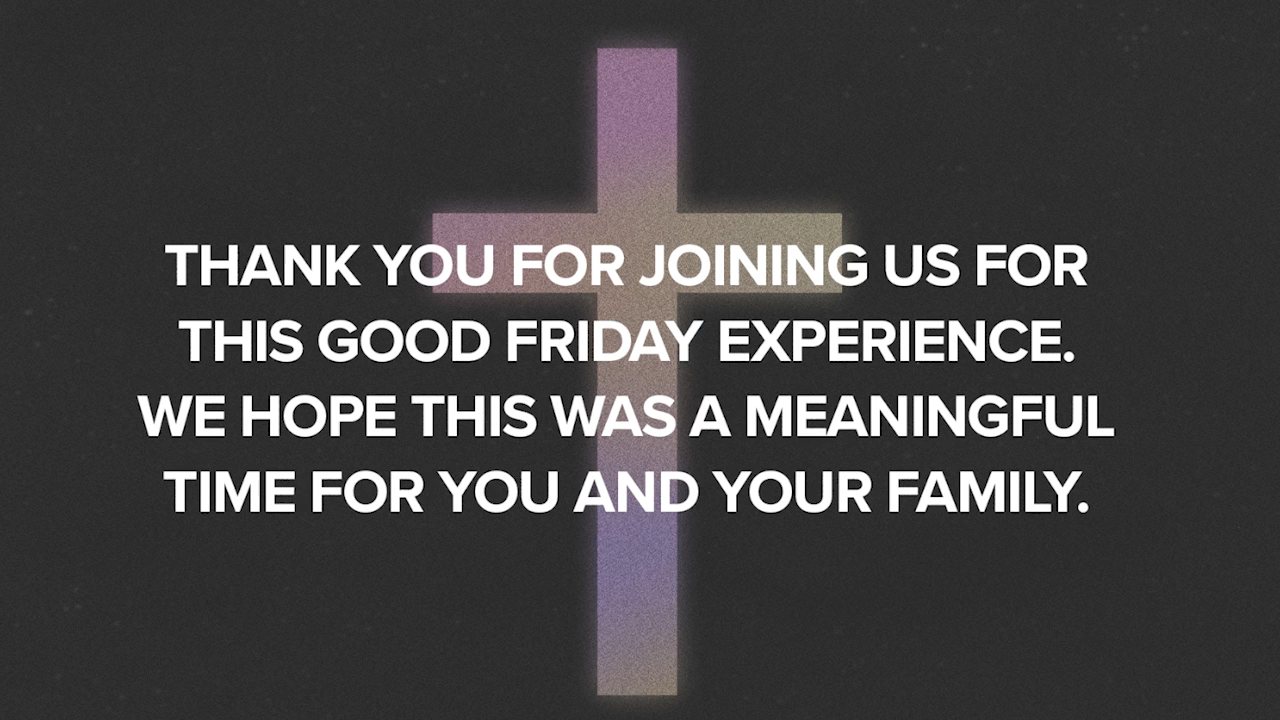 THANK YOU FOR JOINING US FOR
THIS GOOD FRIDAY EXPERIENCE.
WE HOPE THIS WAS A MEANINGFUL
TIME FOR YOU AND YOUR FAMILY.